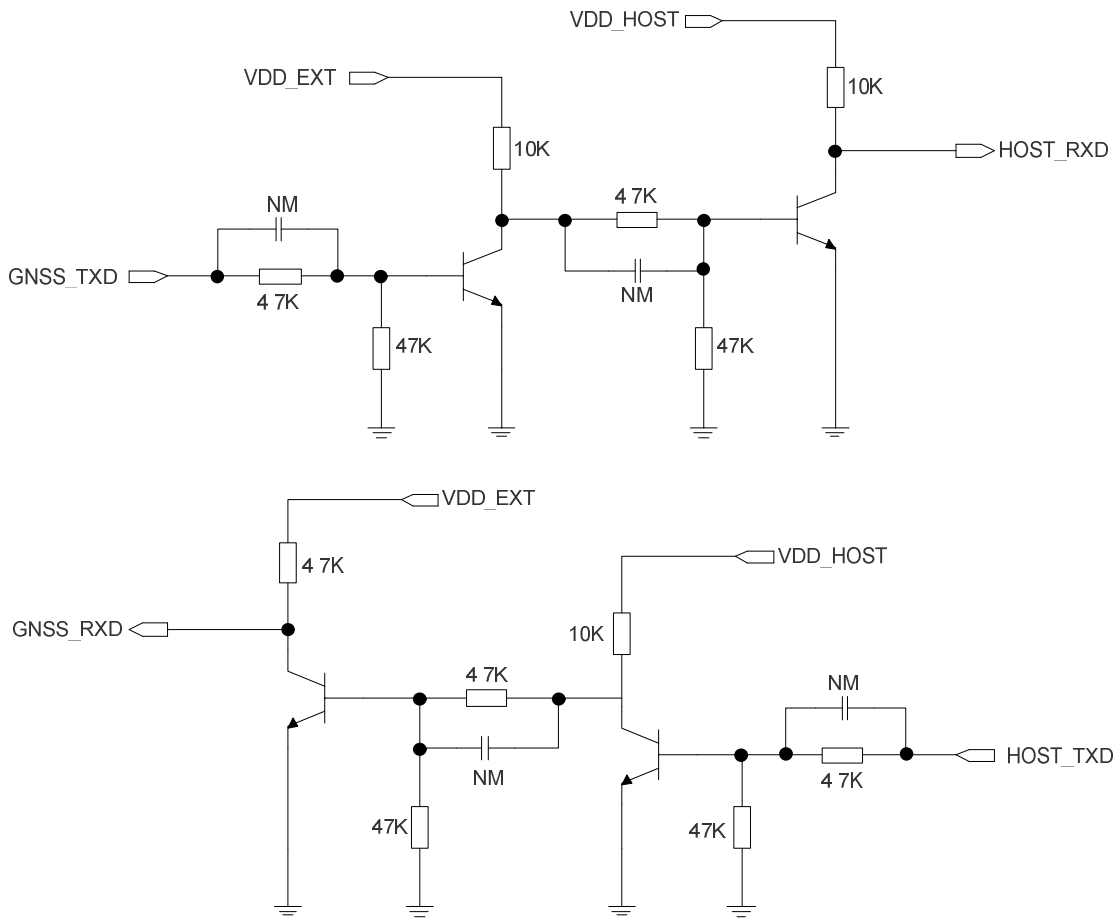 VDD_HOST
VDD_EXT
10K
10K
HOST_RXD
4 7K
NM
GNSS_TXD
4 7K
NM
47K
47K
VDD_EXT
4 7K
VDD_HOST
GNSS_RXD
10K
4 7K
NM
HOST_TXD
NM
4 7K
47K
47K